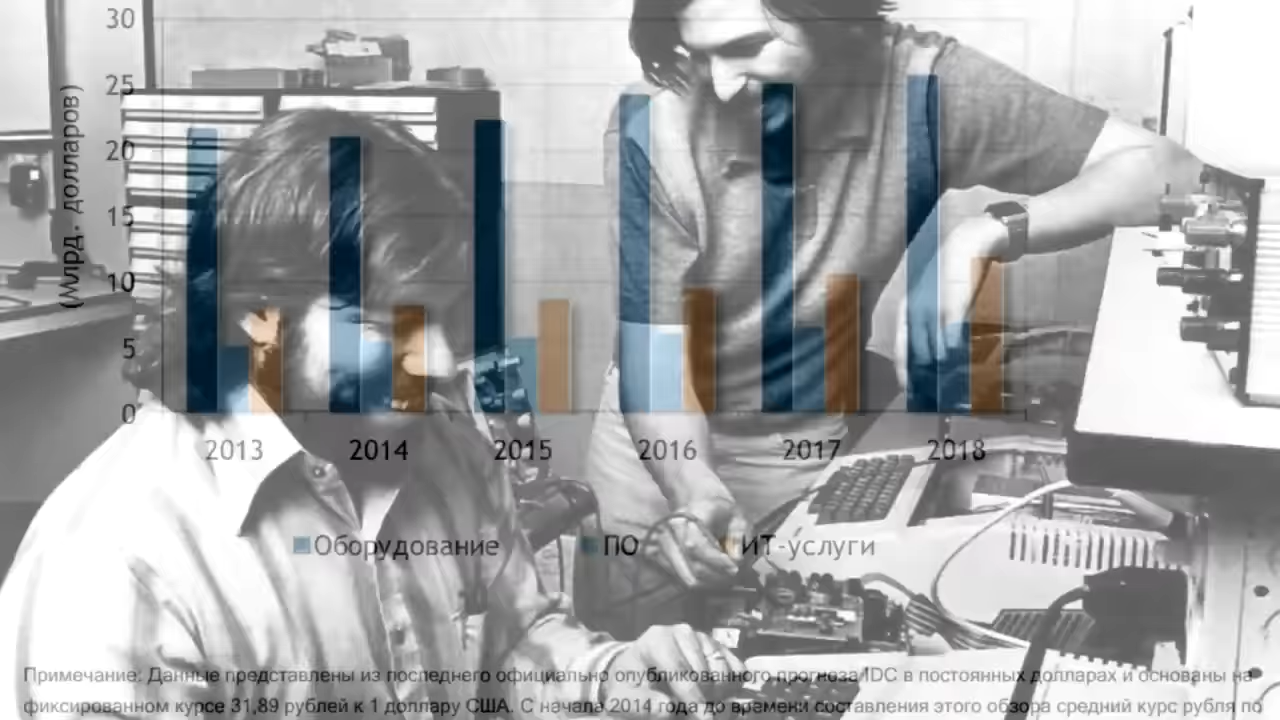 30
25
20
15
10
5
0
(млрд. долларов)
2013 2014 2015 2016 2017 2018
Оборудование ПО ИТ-услуги
Примечание: Данные представлены из последнего официально опубликованного прогноза IDC в постоянных долларах и основаны на
фиксированном курсе 31,89 рублей к 1 доллару США. С начала 2014 года до времени составления этого обзора средний курс рубля по